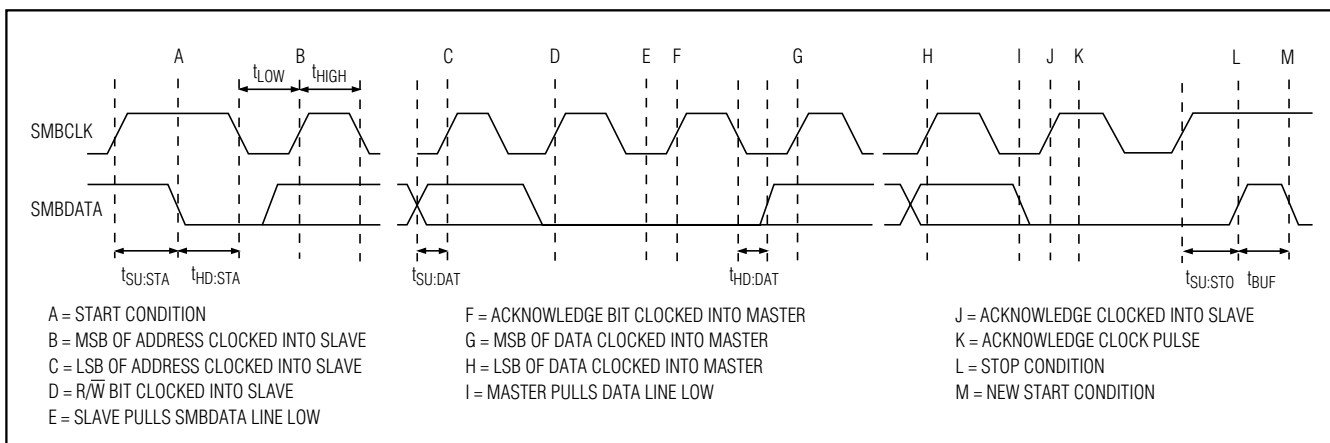 A B C D E F G H I J K L M
tLOW tHIGH
SMBCLK
SMBDATA
tSU:STA tHD:STA tSU:DAT tHD:DAT tSU:STO tBUF
A = START CONDITION
B = MSB OF ADDRESS CLOCKED INTO SLAVE
C = LSB OF ADDRESS CLOCKED INTO SLAVE
D = R/W̅ BIT CLOCKED INTO SLAVE
E = SLAVE PULLS SMBDATA LINE LOW
F = ACKNOWLEDGE BIT CLOCKED INTO MASTER
G = MSB OF DATA CLOCKED INTO MASTER
H = LSB OF DATA CLOCKED INTO MASTER
I = MASTER PULLS DATA LINE LOW
J = ACKNOWLEDGE CLOCKED INTO SLAVE
K = ACKNOWLEDGE CLOCK PULSE
L = STOP CONDITION
M = NEW START CONDITION